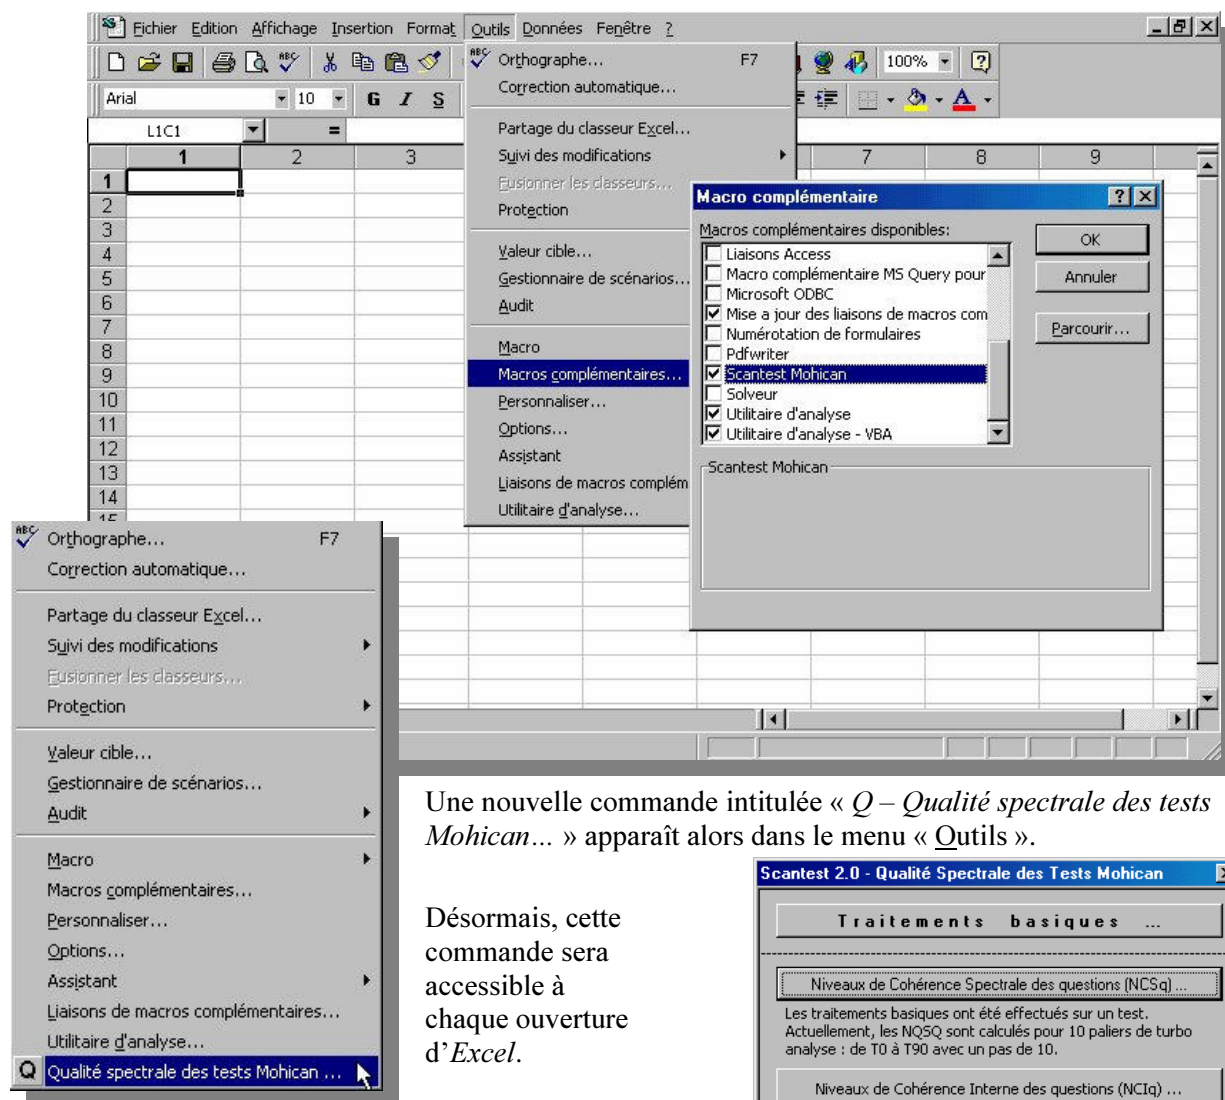 Fichier Edition Affichage Insertion Format Outils Données Fenêtre ?
100%
Arial 10 G I S
L1C1 =
1 2 3 7 8 9
1
2
3
4
5
6
7
8
9
10
11
12
13
14
15
Orthographe... F7
Correction automatique...
Partage du classeur Excel...
Suivi des modifications
Fusionner les classeurs...
Protection
Valeur cible...
Gestionnaire de scénarios...
Audit
Macro
Macros complémentaires...
Personnaliser...
Options...
Assistant
Liaisons de macros complém
Utilitaire d'analyse...
Macro complémentaire
Macros complémentaires disponibles:
Liaisons Access
Macro complémentaire MS Query pour
Microsoft ODBC
Mise a jour des liaisons de macros com
Numérotation de formulaires
Pdfwriter
Scantest Mohican
Solveur
Utilitaire d'analyse
Utilitaire d'analyse - VBA
OK
Annuler
Parcourir...
Scantest Mohican
ABC Orthographe... F7
Correction automatique...
Partage du classeur Excel...
Suivi des modifications
Fusionner les classeurs...
Protection
Valeur cible...
Gestionnaire de scénarios...
Audit
Macro
Macros complémentaires...
Personnaliser...
Options...
Assistant
Liaisons de macros complémentaires...
Utilitaire d'analyse...
Q Qualité spectrale des tests Mohican ...
Une nouvelle commande intitulée « Q – Qualité spectrale des tests
Mohican... » apparaît alors dans le menu « Outils ».
Désormais, cette
commande sera
accessible à
chaque ouverture
d’Excel.
Scantest 2.0 - Qualité Spectrale des Tests Mohican
Traitements basiques ...
Niveaux de Cohérence Spectrale des questions (NCSq) ...
Les traitements basiques ont été effectués sur un test.
Actuellement, les NQSQ sont calculés pour 10 paliers de turbo
analyse : de T0 à T90 avec un pas de 10.
Niveaux de Cohérence Interne des questions (NCIq) ...